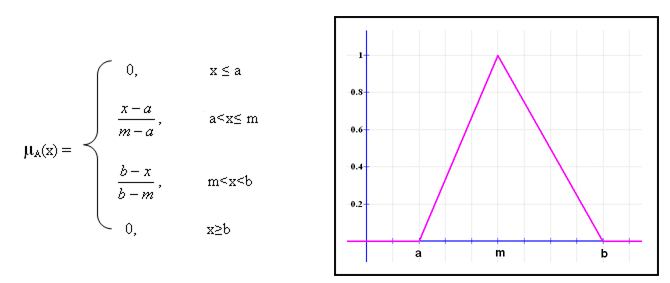 0, x ≤ a
x − a
m − a , a<x≤ m
μA(x) =
b − x
b − m , m<x<b
0, x≥b
1
0.8
0.6
0.4
0.2
a m b